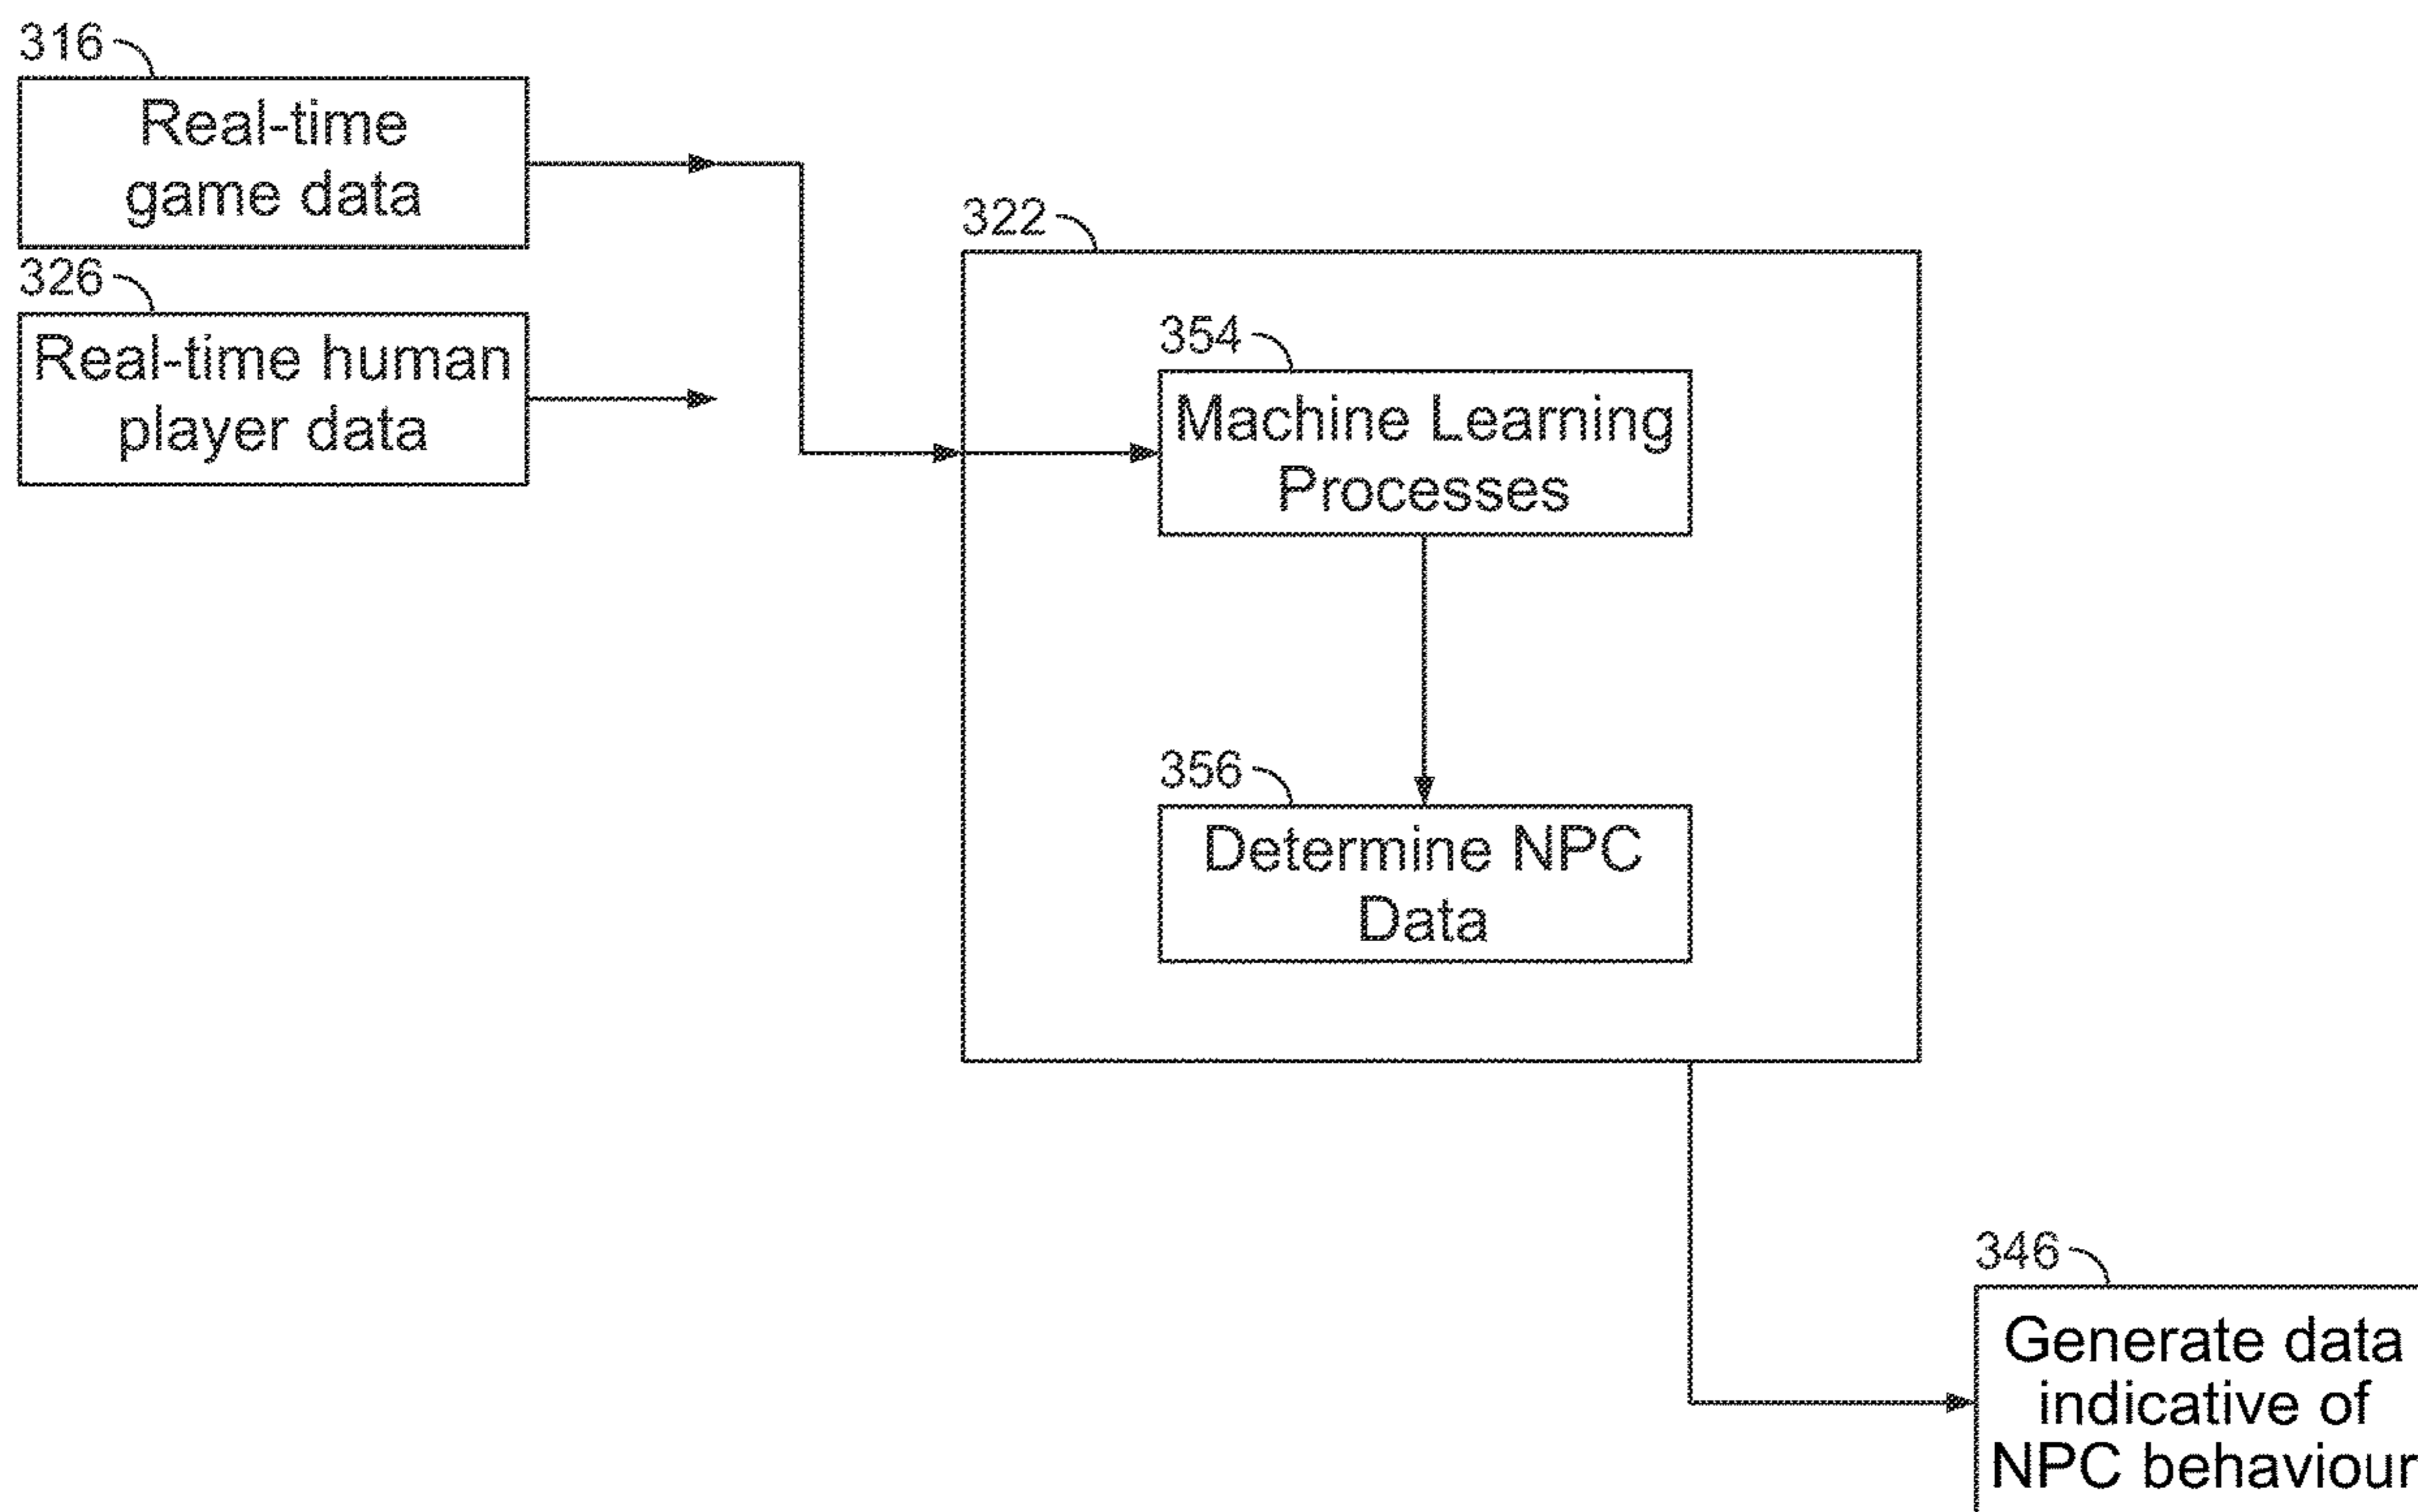 316
Real-time
game data
326
Real-time human
player data
322
354
Machine Learning
Processes
356
Determine NPC
Data
346
Generate data
indicative of
NPC behaviour